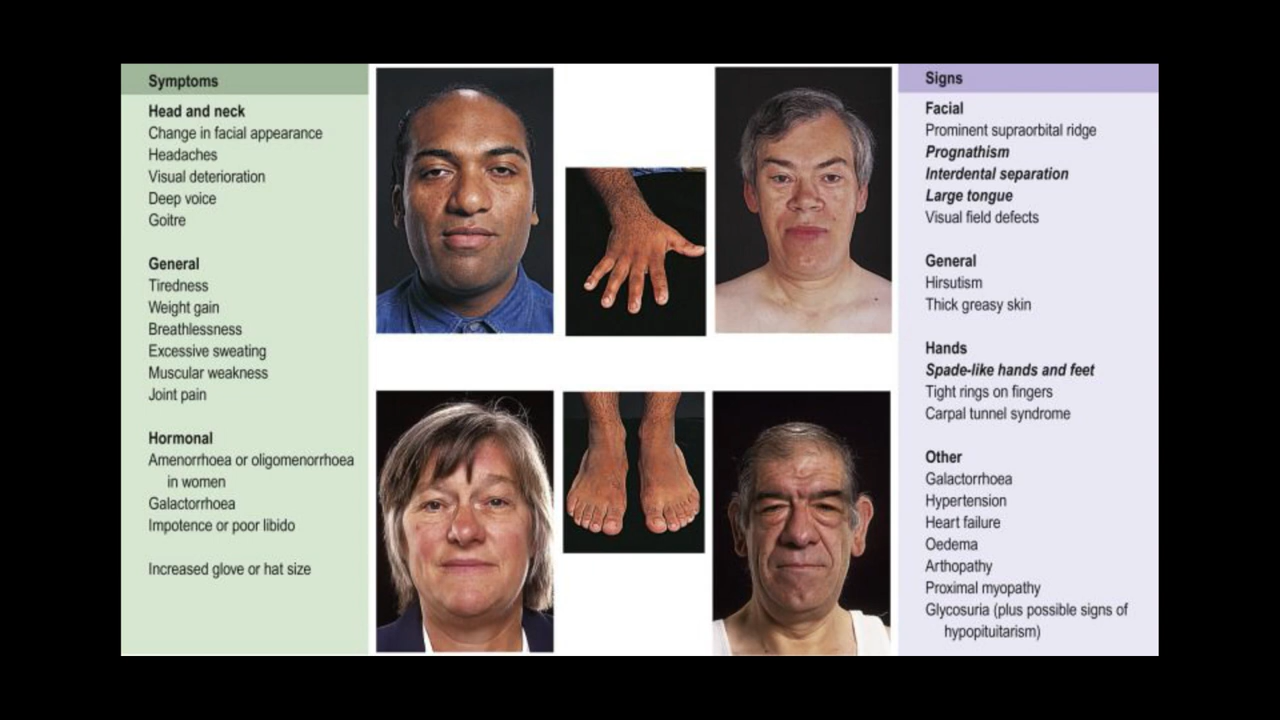 Symptoms
Head and neck
Change in facial appearance
Headaches
Visual deterioration
Deep voice
Goitre
General
Tiredness
Weight gain
Breathlessness
Excessive sweating
Muscular weakness
Joint pain
Hormonal
Amenorrhoea or oligomenorrhoea
in women
Galactorrhoea
Impotence or poor libido
Increased glove or hat size
Signs
Facial
Prominent supraorbital ridge
Prognathism
Interdental separation
Large tongue
Visual field defects
General
Hirsutism
Thick greasy skin
Hands
Spade-like hands and feet
Tight rings on fingers
Carpal tunnel syndrome
Other
Galactorrhoea
Hypertension
Heart failure
Oedema
Arthopathy
Proximal myopathy
Glycosuria (plus possible signs of
hypopituitarism)